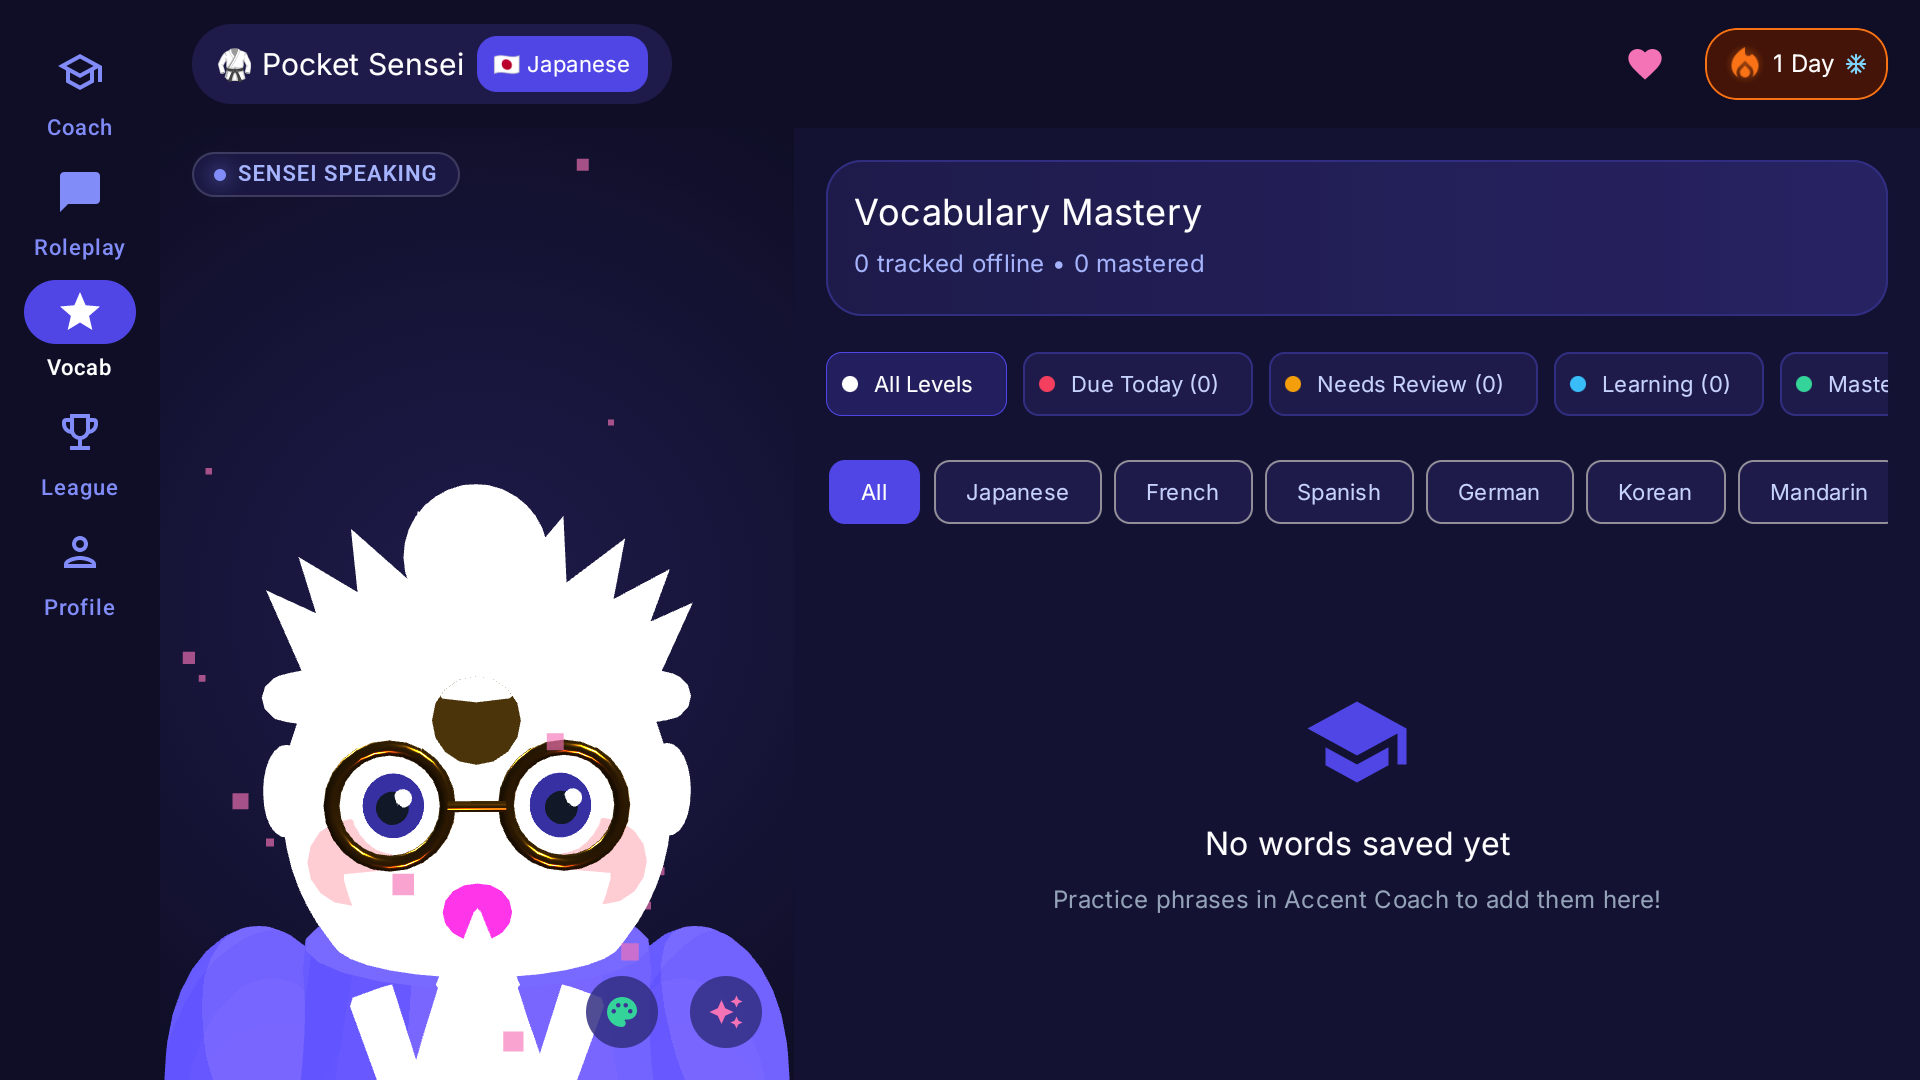 Pocket Sensei
Japanese
1 Day
Coach
Roleplay
Vocab
League
Profile
SENSEI SPEAKING
Vocabulary Mastery
0 tracked offline • 0 mastered
All Levels
Due Today (0)
Needs Review (0)
Learning (0)
Maste
All
Japanese
French
Spanish
German
Korean
Mandarin
No words saved yet
Practice phrases in Accent Coach to add them here!